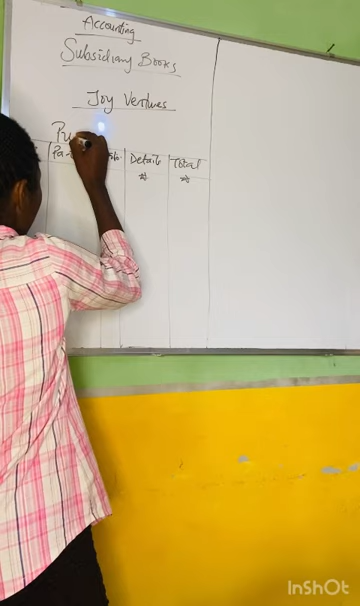 Accounting
Subsidiary Books
Joy Ventures
Details Total
₦ ₦
InShOt